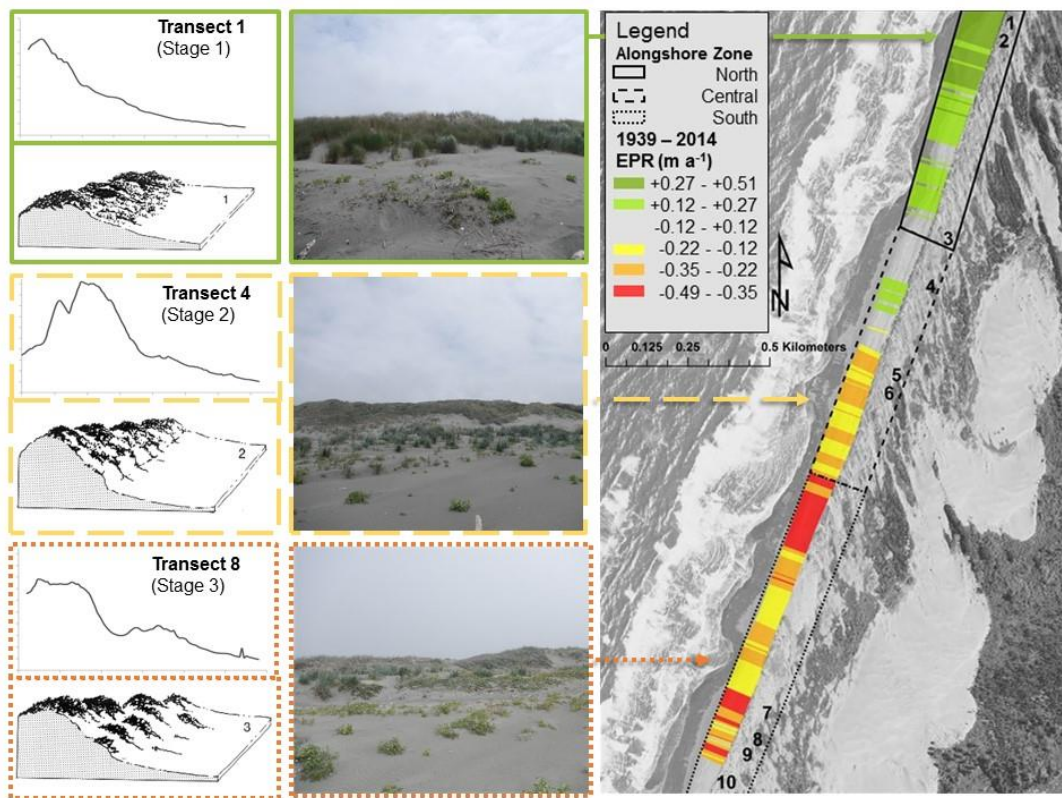 Transect 1
(Stage 1)
1
Transect 4
(Stage 2)
2
Transect 8
(Stage 3)
3
Legend
Alongshore Zone
North
Central
South
1939 – 2014
EPR (m a-1)
+0.27 - +0.51
+0.12 - +0.27
-0.12 - +0.12
-0.22 - -0.12
-0.35 - -0.22
-0.49 - -0.35
N
0 0.125 0.25 0.5 Kilometers
1
2
3
4
5
6
7
8
9
10